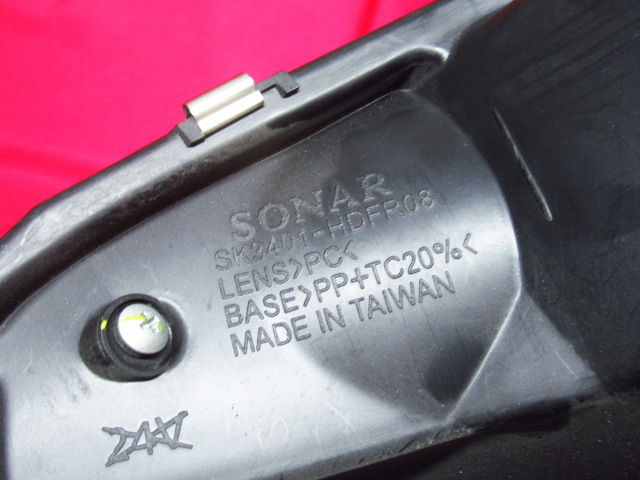 SONAR
SK3401-HDFR08
LENS>PC<
BASE>PP+TC20%<
MADE IN TAIWAN